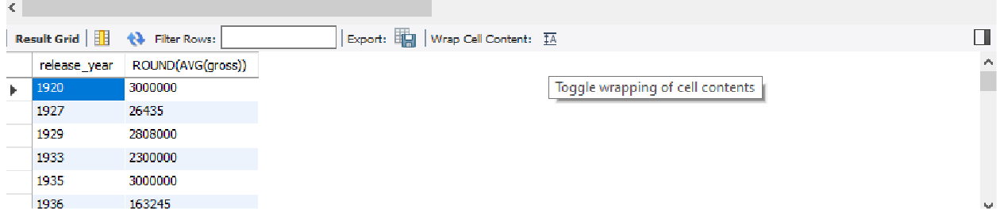 Result Grid Filter Rows: Export: Wrap Cell Content: IA
release_year ROUND(AVG(gross))
1920 3000000
Toggle wrapping of cell contents
1927 26435
1929 2808000
1933 2300000
1935 3000000
1936 163245